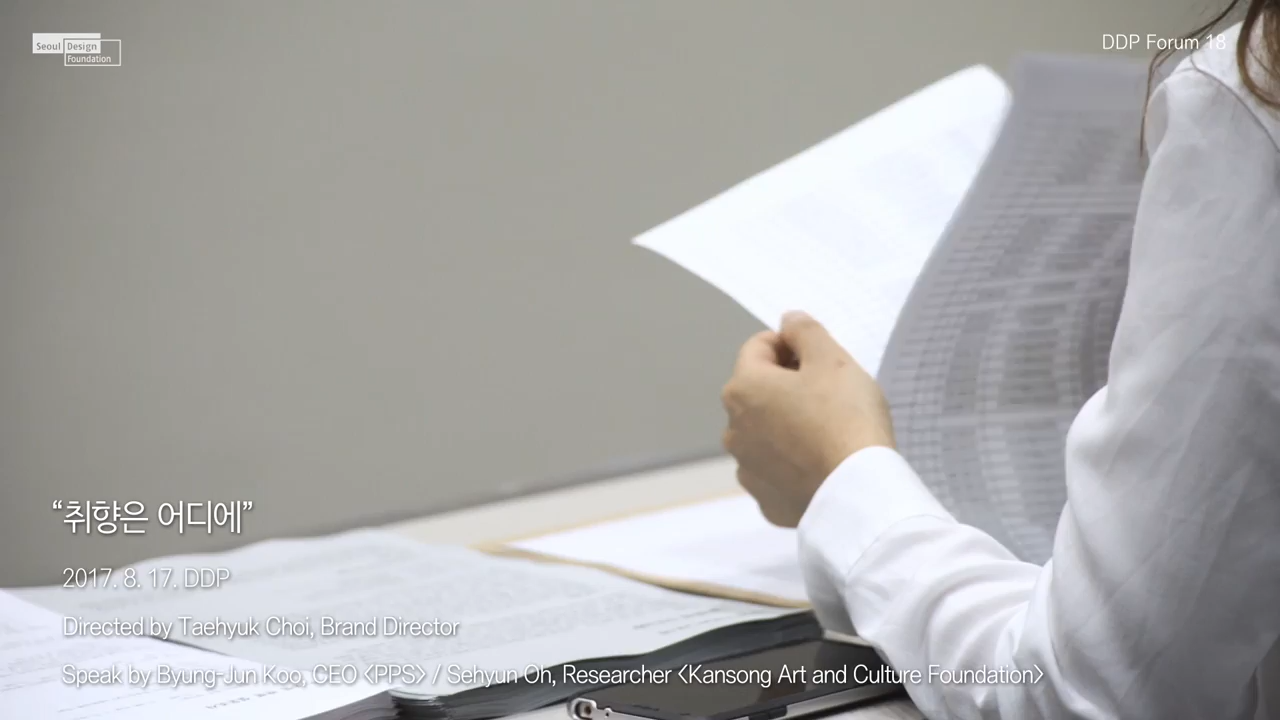 Seoul Design
Foundation
DDP Forum 18
“취향은 어디에”
2017. 8. 17. DDP
Directed by Taehyuk Choi, Brand Director
Speak by Byung-Jun Koo, CEO <PPS> / Sehyun Oh, Researcher <Kansong Art and Culture Foundation>